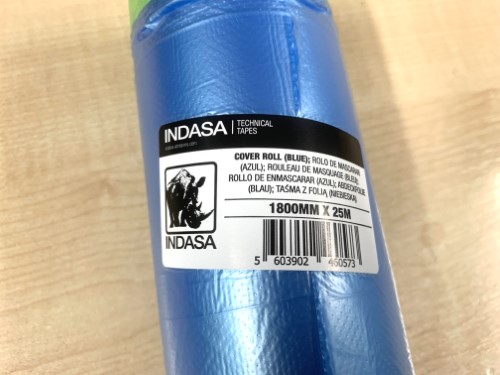 INDASA | TECHNICAL
TAPES
COVER ROLL (BLUE); ROLO DE MASCARAR
(AZUL); ROULEAU DE MASQUAGE (BLEU);
ROLLO DE ENMASCARAR (AZUL); ABDECKFOLIE
(BLAU); TAŚMA Z FOLIĄ (NIEBIESKA)
1800MM X 25M
INDASA
5 603902 460573